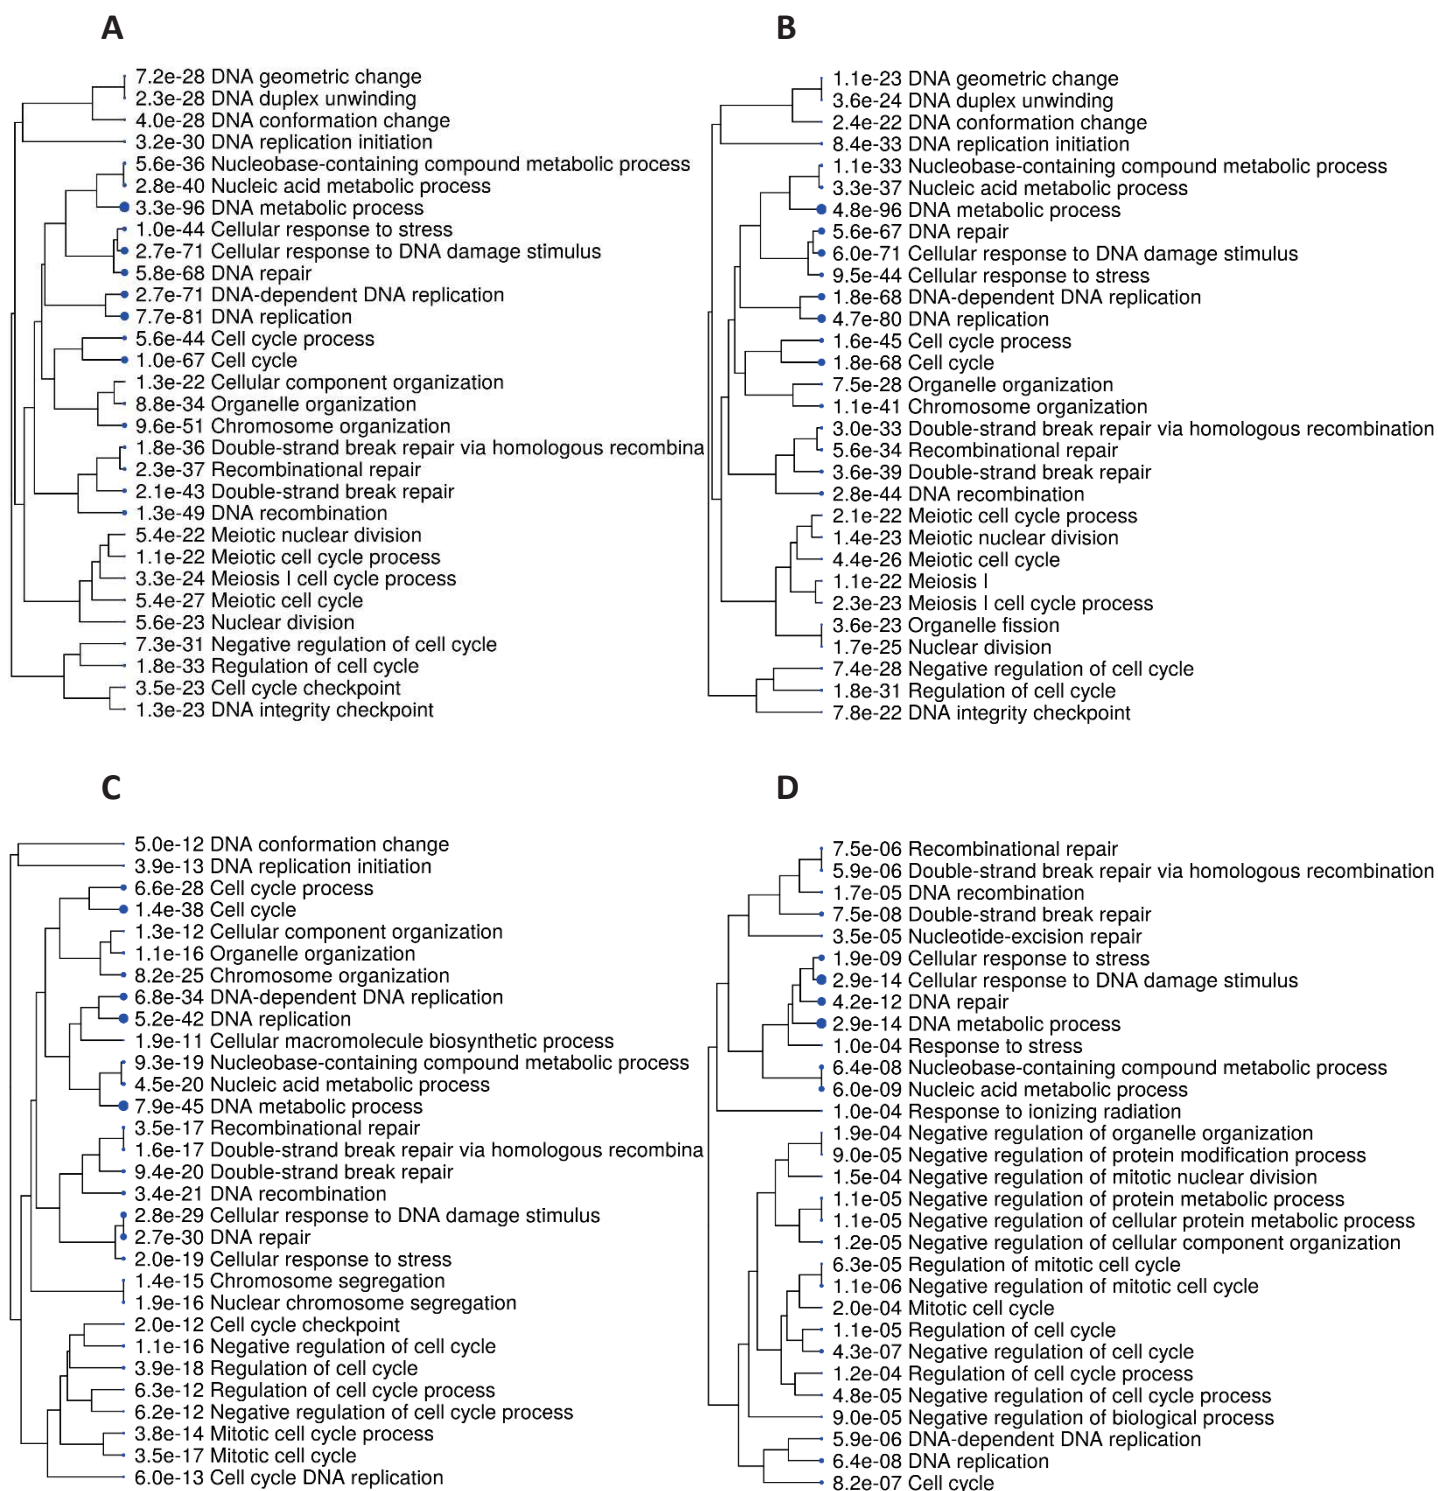 A
7.2e-28 DNA geometric change
2.3e-28 DNA duplex unwinding
4.0e-28 DNA conformation change
3.2e-30 DNA replication initiation
5.6e-36 Nucleobase-containing compound metabolic process
2.8e-40 Nucleic acid metabolic process
3.3e-96 DNA metabolic process
1.0e-44 Cellular response to stress
2.7e-71 Cellular response to DNA damage stimulus
5.8e-68 DNA repair
2.7e-71 DNA-dependent DNA replication
7.7e-81 DNA replication
5.6e-44 Cell cycle process
1.0e-67 Cell cycle
1.3e-22 Cellular component organization
8.8e-34 Organelle organization
9.6e-51 Chromosome organization
1.8e-36 Double-strand break repair via homologous recombina
2.3e-37 Recombinational repair
2.1e-43 Double-strand break repair
1.3e-49 DNA recombination
5.4e-22 Meiotic nuclear division
1.1e-22 Meiotic cell cycle process
3.3e-24 Meiosis I cell cycle process
5.4e-27 Meiotic cell cycle
5.6e-23 Nuclear division
7.3e-31 Negative regulation of cell cycle
1.8e-33 Regulation of cell cycle
3.5e-23 Cell cycle checkpoint
1.3e-23 DNA integrity checkpoint
B
1.1e-23 DNA geometric change
3.6e-24 DNA duplex unwinding
2.4e-22 DNA conformation change
8.4e-33 DNA replication initiation
1.1e-33 Nucleobase-containing compound metabolic process
3.3e-37 Nucleic acid metabolic process
4.8e-96 DNA metabolic process
5.6e-67 DNA repair
6.0e-71 Cellular response to DNA damage stimulus
9.5e-44 Cellular response to stress
1.8e-68 DNA-dependent DNA replication
4.7e-80 DNA replication
1.6e-45 Cell cycle process
1.8e-68 Cell cycle
7.5e-28 Organelle organization
1.1e-41 Chromosome organization
3.0e-33 Double-strand break repair via homologous recombination
5.6e-34 Recombinational repair
3.6e-39 Double-strand break repair
2.8e-44 DNA recombination
2.1e-22 Meiotic cell cycle process
1.4e-23 Meiotic nuclear division
4.4e-26 Meiotic cell cycle
1.1e-22 Meiosis I
2.3e-23 Meiosis I cell cycle process
3.6e-23 Organelle fission
1.7e-25 Nuclear division
7.4e-28 Negative regulation of cell cycle
1.8e-31 Regulation of cell cycle
7.8e-22 DNA integrity checkpoint
C
5.0e-12 DNA conformation change
3.9e-13 DNA replication initiation
6.6e-28 Cell cycle process
1.4e-38 Cell cycle
1.3e-12 Cellular component organization
1.1e-16 Organelle organization
8.2e-25 Chromosome organization
6.8e-34 DNA-dependent DNA replication
5.2e-42 DNA replication
1.9e-11 Cellular macromolecule biosynthetic process
9.3e-19 Nucleobase-containing compound metabolic process
4.5e-20 Nucleic acid metabolic process
7.9e-45 DNA metabolic process
3.5e-17 Recombinational repair
1.6e-17 Double-strand break repair via homologous recombina
9.4e-20 Double-strand break repair
3.4e-21 DNA recombination
2.8e-29 Cellular response to DNA damage stimulus
2.7e-30 DNA repair
2.0e-19 Cellular response to stress
1.4e-15 Chromosome segregation
1.9e-16 Nuclear chromosome segregation
2.0e-12 Cell cycle checkpoint
1.1e-16 Negative regulation of cell cycle
3.9e-18 Regulation of cell cycle
6.3e-12 Regulation of cell cycle process
6.2e-12 Negative regulation of cell cycle process
3.8e-14 Mitotic cell cycle process
3.5e-17 Mitotic cell cycle
6.0e-13 Cell cycle DNA replication
D
7.5e-06 Recombinational repair
5.9e-06 Double-strand break repair via homologous recombination
1.7e-05 DNA recombination
7.5e-08 Double-strand break repair
3.5e-05 Nucleotide-excision repair
1.9e-09 Cellular response to stress
2.9e-14 Cellular response to DNA damage stimulus
4.2e-12 DNA repair
2.9e-14 DNA metabolic process
1.0e-04 Response to stress
6.4e-08 Nucleobase-containing compound metabolic process
6.0e-09 Nucleic acid metabolic process
1.0e-04 Response to ionizing radiation
1.9e-04 Negative regulation of organelle organization
9.0e-05 Negative regulation of protein modification process
1.5e-04 Negative regulation of mitotic nuclear division
1.1e-05 Negative regulation of protein metabolic process
1.1e-05 Negative regulation of cellular protein metabolic process
1.2e-05 Negative regulation of cellular component organization
6.3e-05 Regulation of mitotic cell cycle
1.1e-06 Negative regulation of mitotic cell cycle
2.0e-04 Mitotic cell cycle
1.1e-05 Regulation of cell cycle
4.3e-07 Negative regulation of cell cycle
1.2e-04 Regulation of cell cycle process
4.8e-05 Negative regulation of cell cycle process
9.0e-05 Negative regulation of biological process
5.9e-06 DNA-dependent DNA replication
6.4e-08 DNA replication
8.2e-07 Cell cycle